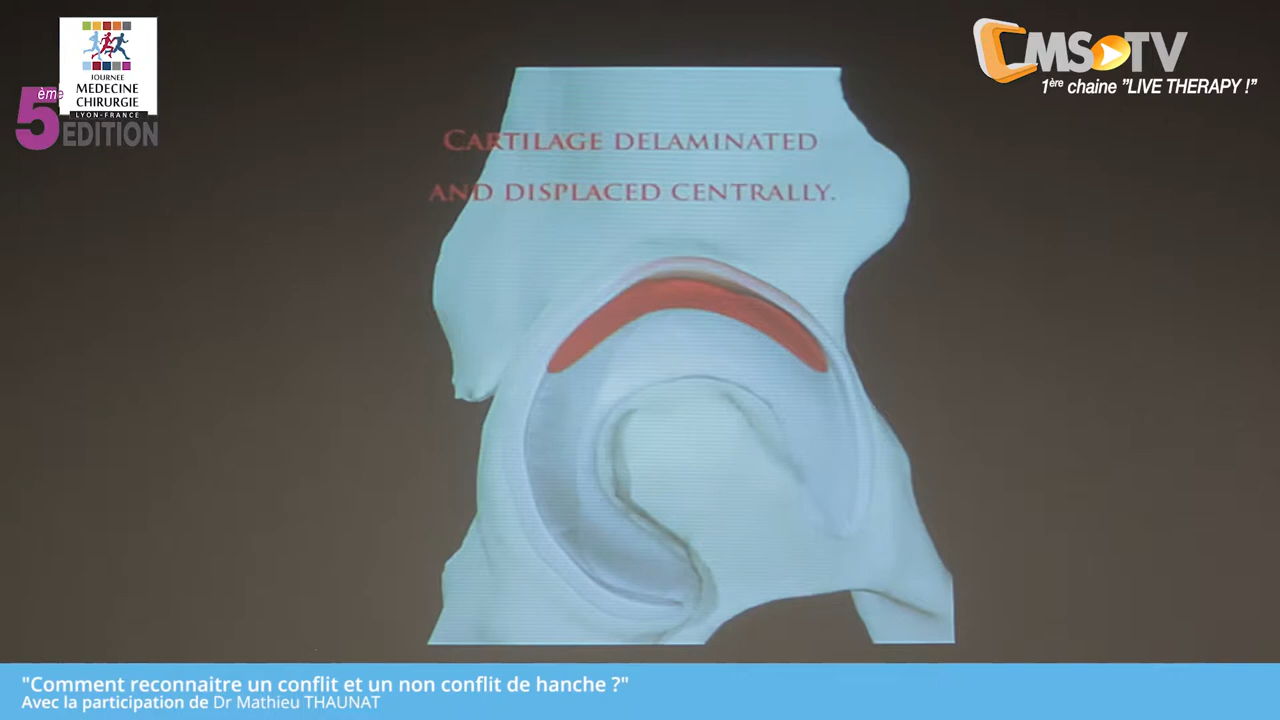 JOURNEE
MEDECINE
CHIRURGIE
LYON-FRANCE
5ème
EDITION
CMSTV
1ère chaine "LIVE THERAPY !"
CARTILAGE DELAMINATED
AND DISPLACED CENTRALLY.
"Comment reconnaitre un conflit et un non conflit de hanche ?"
Avec la participation de Dr Mathieu THAUNAT